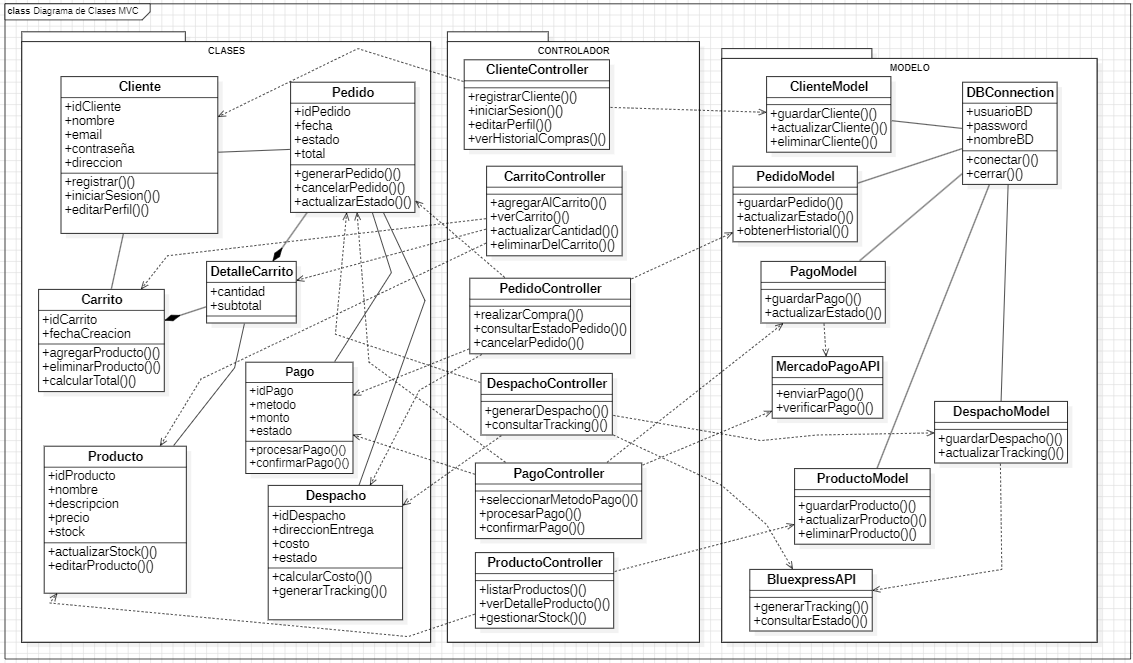 class Diagrama de Clases MVC
CLASES
Cliente
+idCliente
+nombre
+email
+contraseña
+direccion
+registrar()()
+iniciarSesion()()
+editarPerfil()()
Pedido
+idPedido
+fecha
+estado
+total
+generarPedido()()
+cancelarPedido()()
+actualizarEstado()()
DetalleCarrito
+cantidad
+subtotal
Carrito
+idCarrito
+fechaCreacion
+agregarProducto()()
+eliminarProducto()()
+calcularTotal()()
Pago
+idPago
+metodo
+monto
+estado
+procesarPago()()
+confirmarPago()()
Producto
+idProducto
+nombre
+descripcion
+precio
+stock
+actualizarStock()()
+editarProducto()()
Despacho
+idDespacho
+direccionEntrega
+costo
+estado
+calcularCosto()()
+generarTracking()()
CONTROLADOR
ClienteController
+registrarCliente()()
+iniciarSesion()()
+editarPerfil()()
+verHistorialCompras()()
CarritoController
+agregarAlCarrito()()
+verCarrito()()
+actualizarCantidad()()
+eliminarDelCarrito()()
PedidoController
+realizarCompra()()
+consultarEstadoPedido()()
+cancelarPedido()()
DespachoController
+generarDespacho()()
+consultarTracking()()
PagoController
+seleccionarMetodoPago()()
+procesarPago()()
+confirmarPago()()
ProductoController
+listarProductos()()
+verDetalleProducto()()
+gestionarStock()()
MODELO
ClienteModel
+guardarCliente()()
+actualizarCliente()()
+eliminarCliente()()
DBConnection
+usuarioBD
+password
+nombreBD
+conectar()()
+cerrar()()
PedidoModel
+guardarPedido()()
+actualizarEstado()()
+obtenerHistorial()()
PagoModel
+guardarPago()()
+actualizarEstado()()
MercadoPagoAPI
+enviarPago()()
+verificarPago()()
DespachoModel
+guardarDespacho()()
+actualizarTracking()()
ProductoModel
+guardarProducto()()
+actualizarProducto()()
+eliminarProducto()()
BluexpressAPI
+generarTracking()()
+consultarEstado()()